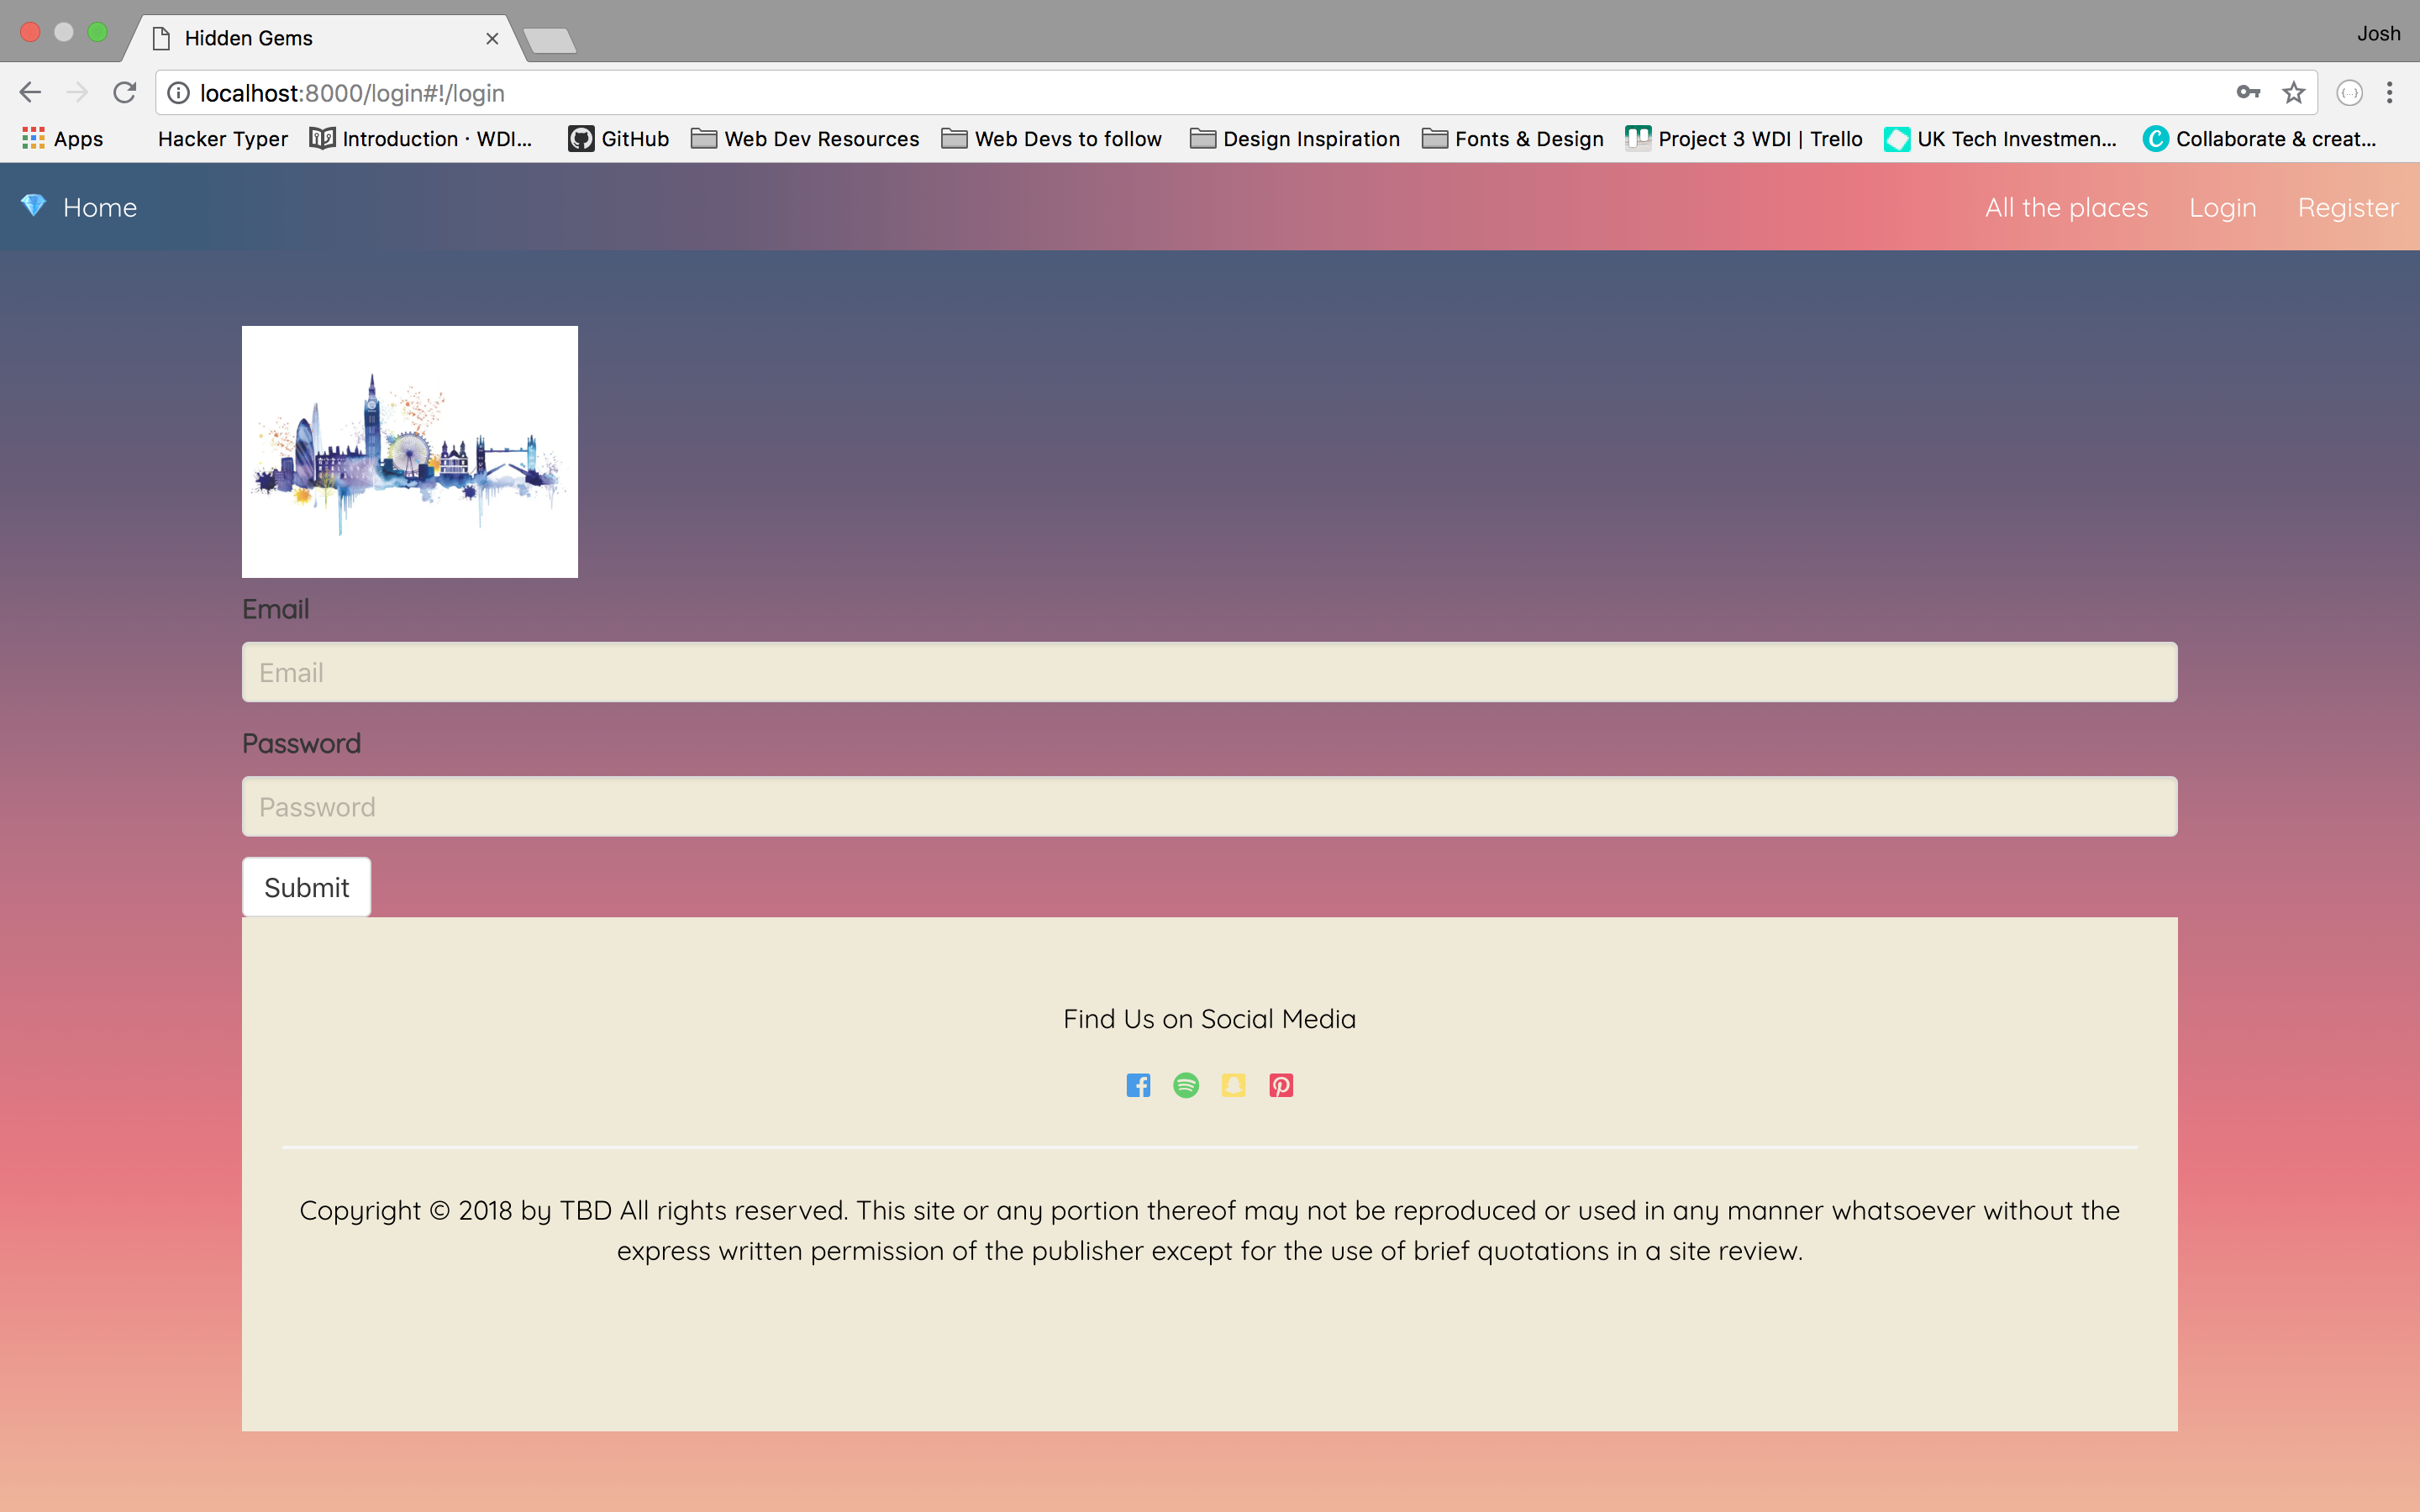 Hidden Gems
Josh
localhost:8000/login#!/login
Apps Hacker Typer Introduction · WDI... GitHub Web Dev Resources Web Devs to follow Design Inspiration Fonts & Design Project 3 WDI | Trello UK Tech Investmen... Collaborate & creat...
Home All the places Login Register
Email
Email
Password
Password
Submit
Find Us on Social Media
Copyright © 2018 by TBD All rights reserved. This site or any portion thereof may not be reproduced or used in any manner whatsoever without the
express written permission of the publisher except for the use of brief quotations in a site review.